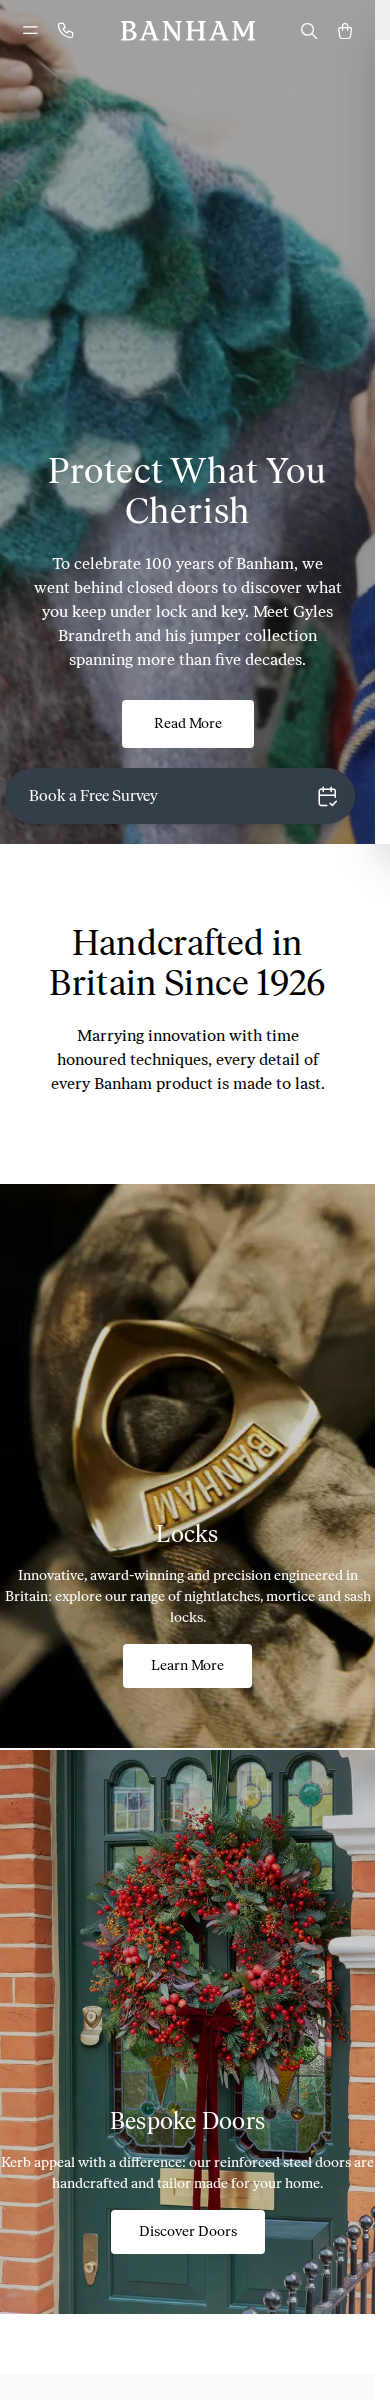 BANHAM
Protect What You
Cherish
To celebrate 100 years of Banham, we
went behind closed doors to discover what
you keep under lock and key. Meet Gyles
Brandreth and his jumper collection
spanning more than five decades.
Read More
Book a Free Survey
Handcrafted in
Britain Since 1926
Marrying innovation with time
honoured techniques, every detail of
every Banham product is made to last.
BANHAM
Locks
Innovative, award-winning and precision engineered in
Britain: explore our range of nightlatches, mortice and sash
locks.
Learn More
Bespoke Doors
Kerb appeal with a difference: our reinforced steel doors are
handcrafted and tailor made for your home.
Discover Doors